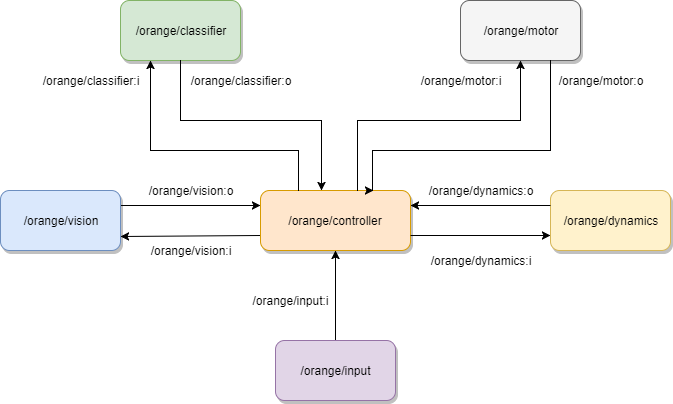 /orange/classifier
/orange/motor
/orange/classifier:i
/orange/classifier:o
/orange/motor:i
/orange/motor:o
/orange/vision:o
/orange/dynamics:o
/orange/vision
/orange/controller
/orange/dynamics
/orange/vision:i
/orange/dynamics:i
/orange/input:i
/orange/input